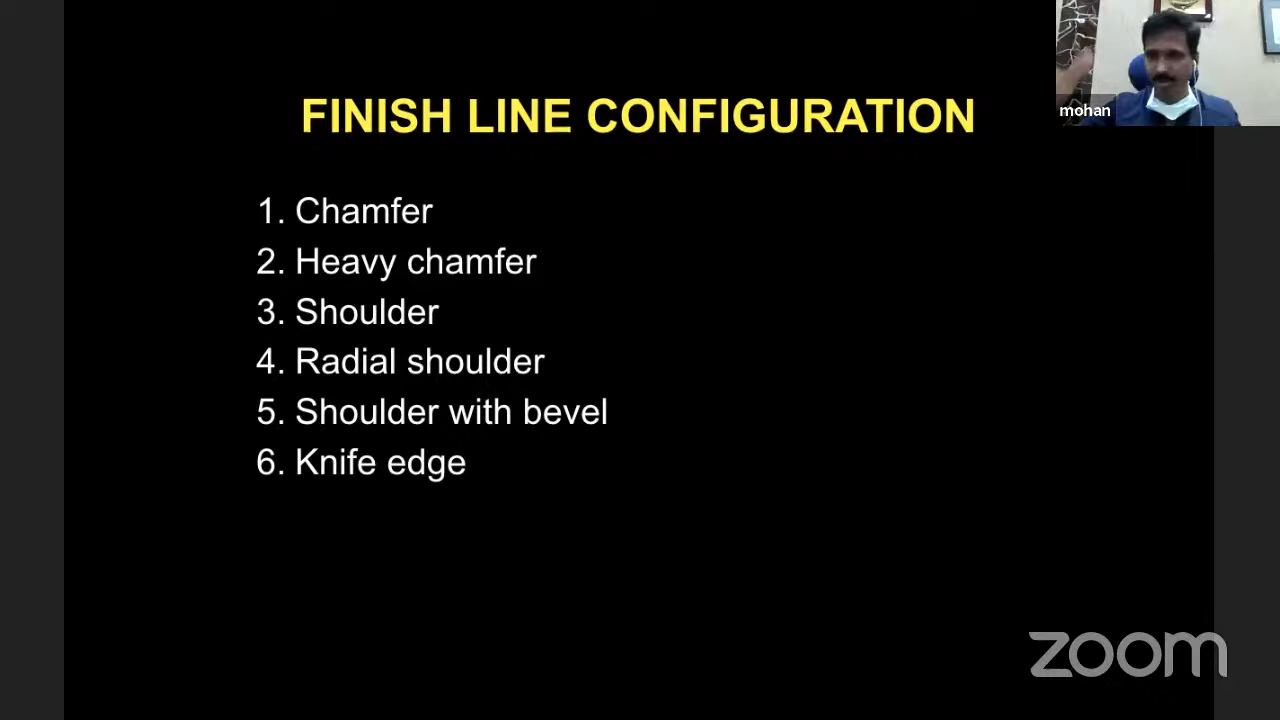 mohan
FINISH LINE CONFIGURATION
1. Chamfer
2. Heavy chamfer
3. Shoulder
4. Radial shoulder
5. Shoulder with bevel
6. Knife edge
zoom